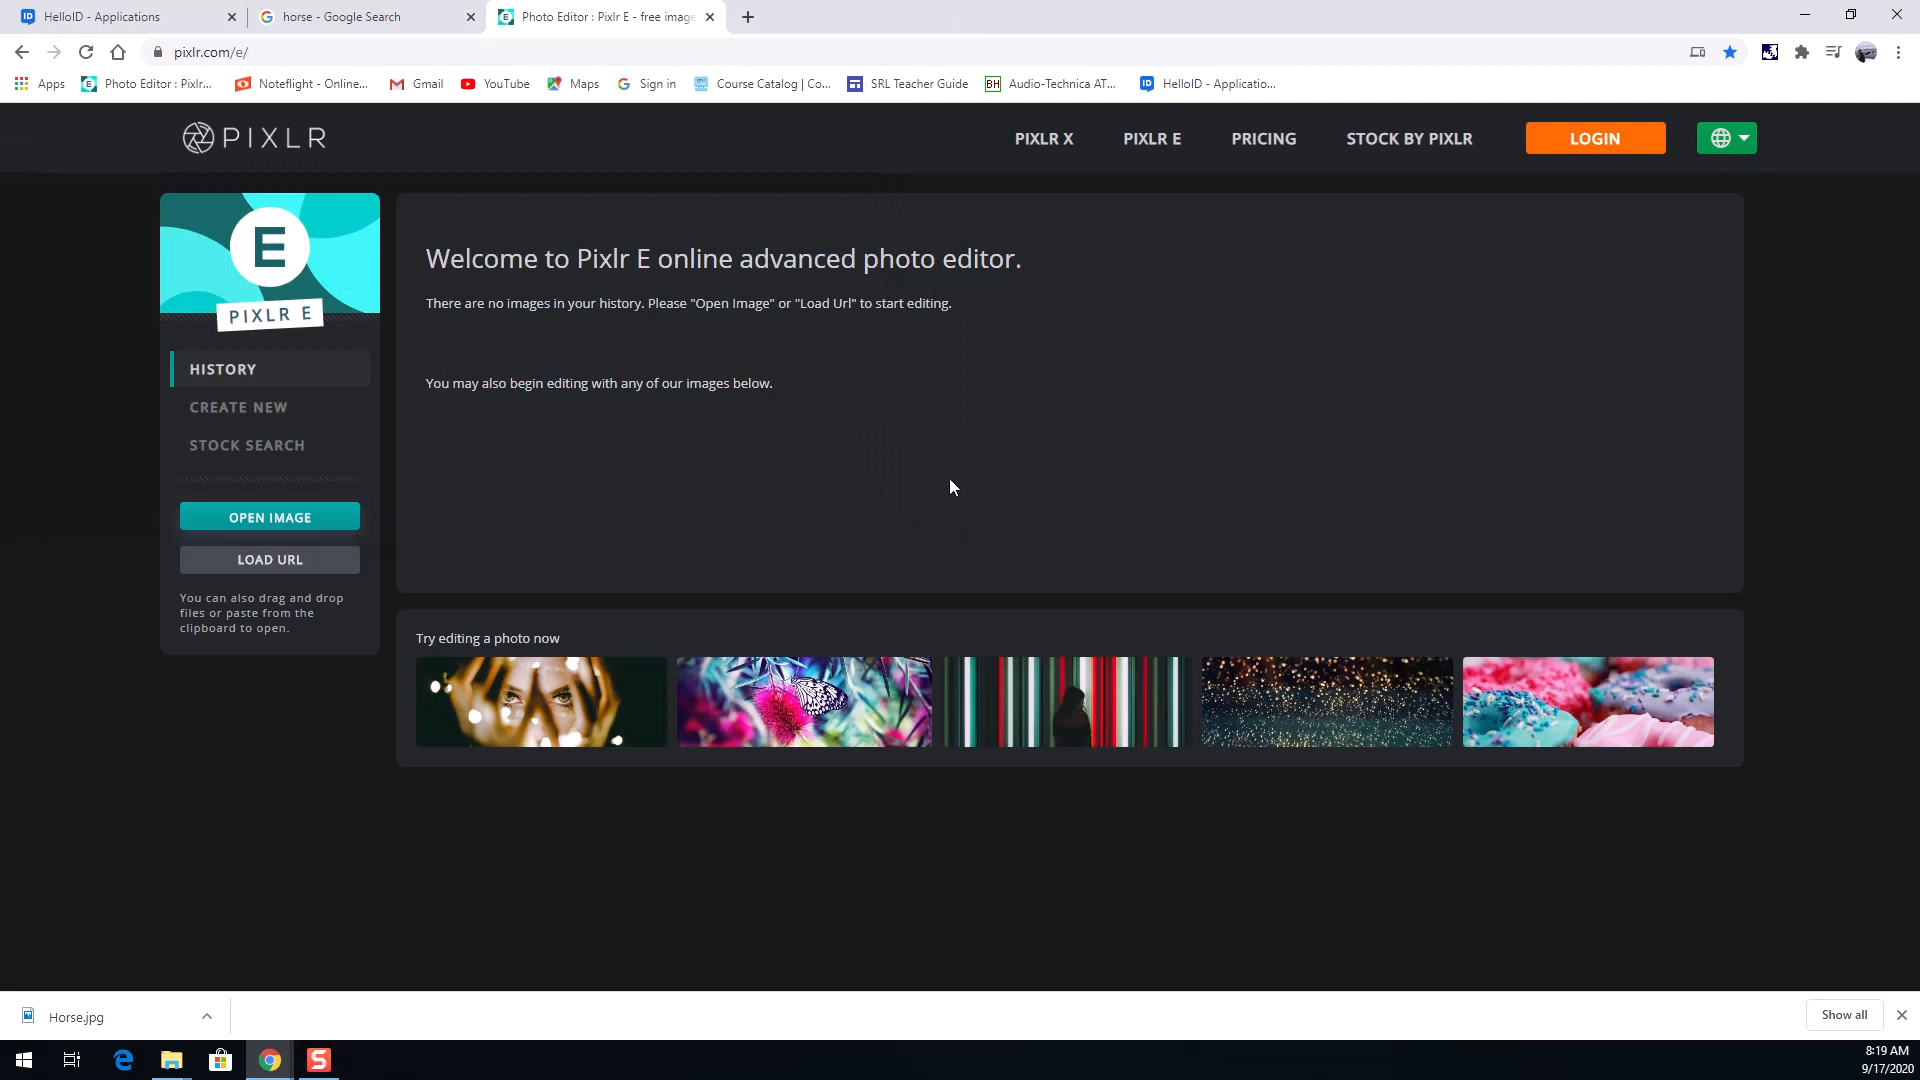 HelloID - Applications
horse - Google Search
Photo Editor : Pixlr E - free image
pixlr.com/e/
Apps
Photo Editor : Pixlr...
Noteflight - Online...
Gmail
YouTube
Maps
Sign in
Course Catalog | Co...
SRL Teacher Guide
BH
Audio-Technica AT...
ID
HelloID - Applicatio...
PIXLR
PIXLR X
PIXLR E
PRICING
STOCK BY PIXLR
LOGIN
E
PIXLR E
HISTORY
CREATE NEW
STOCK SEARCH
OPEN IMAGE
LOAD URL
You can also drag and drop
files or paste from the
clipboard to open.
Welcome to Pixlr E online advanced photo editor.
There are no images in your history. Please "Open Image" or "Load Url" to start editing.
You may also begin editing with any of our images below.
Try editing a photo now
Horse.jpg
Show all
8:19 AM
9/17/2020